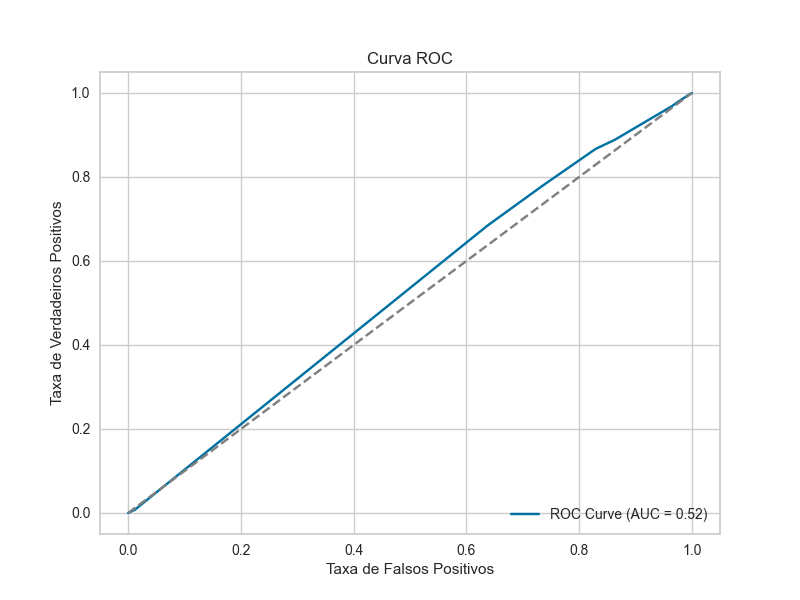 Curva ROC
Taxa de Verdadeiros Positivos
1.0
0.8
0.6
0.4
0.2
0.0
ROC Curve (AUC = 0.52)
0.0 0.2 0.4 0.6 0.8 1.0
Taxa de Falsos Positivos